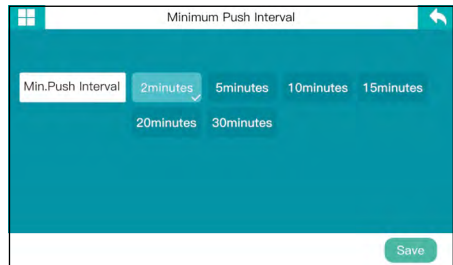 Minimum Push Interval
Min.Push Interval 2minutes 5minutes 10minutes 15minutes
20minutes 30minutes
Save